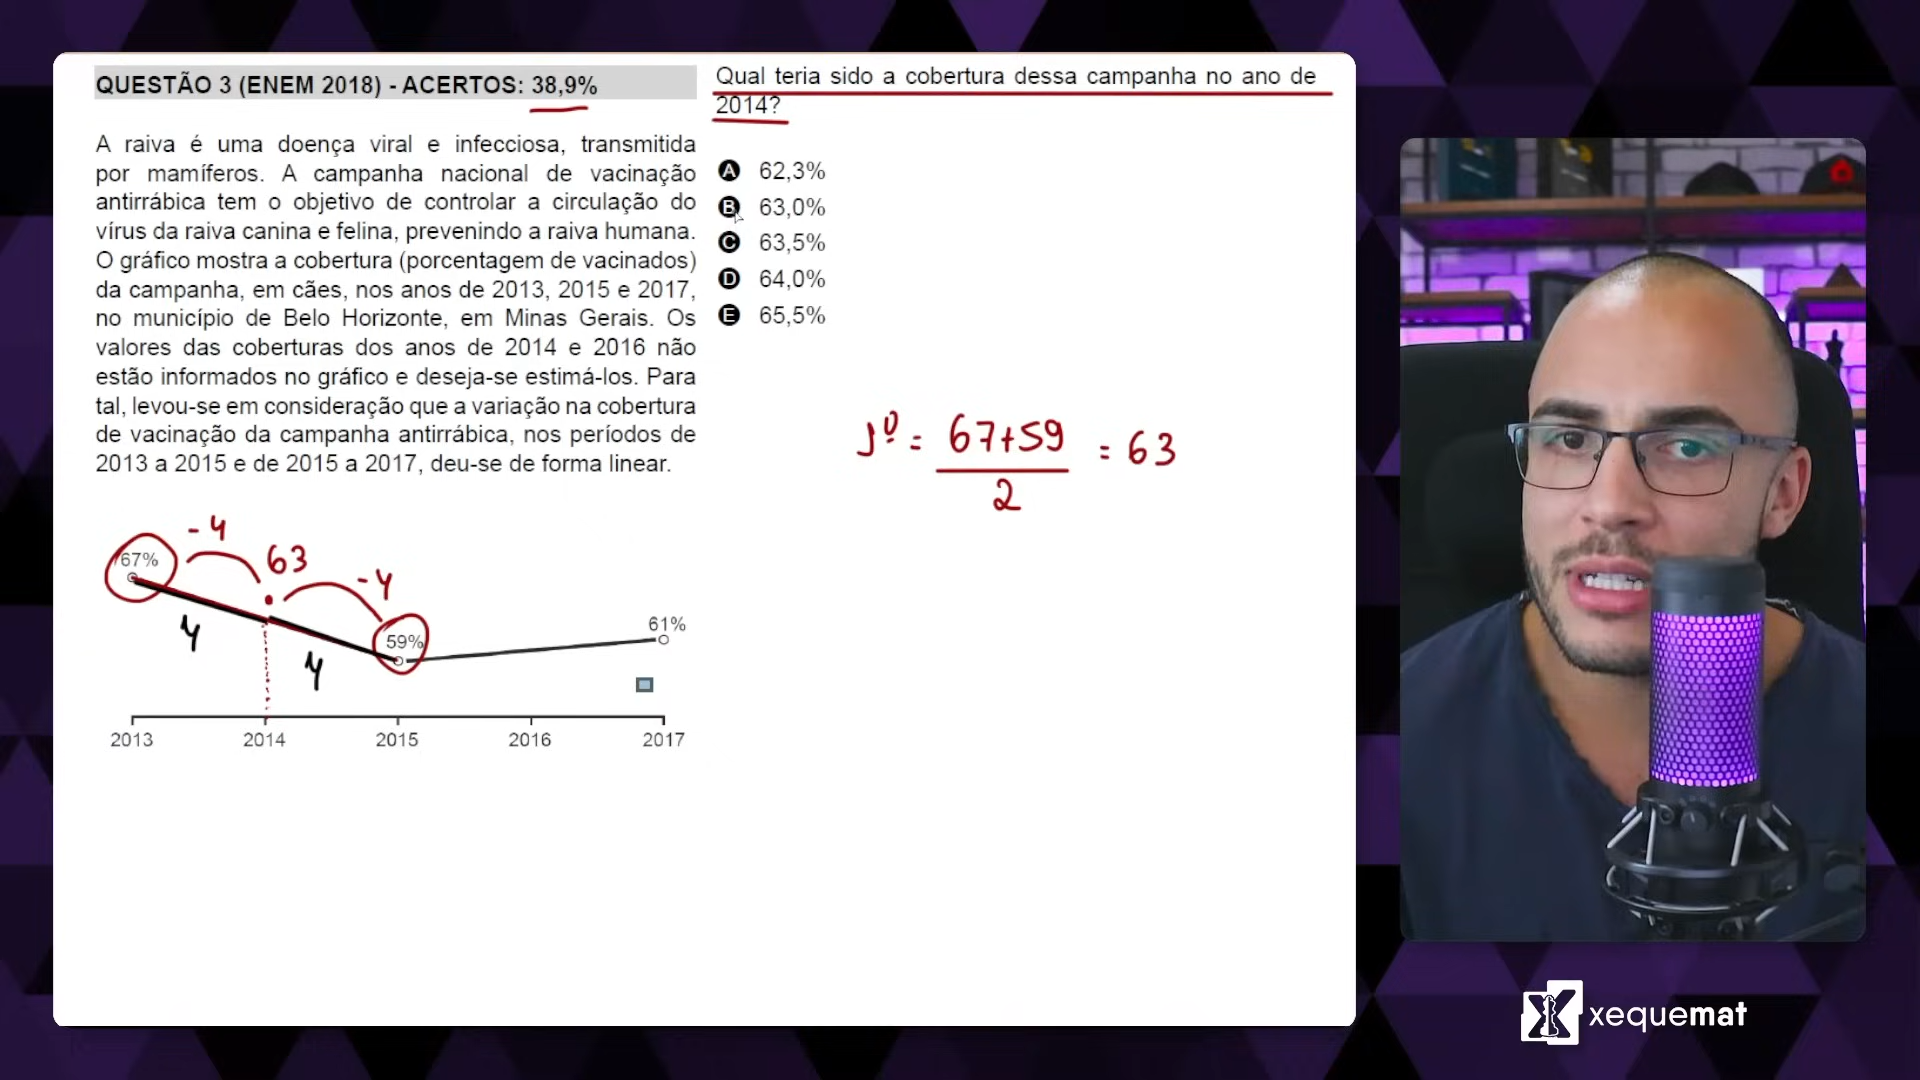 QUESTÃO 3 (ENEM 2018) - ACERTOS: 38,9%
A raiva é uma doença viral e infecciosa, transmitida
por mamíferos. A campanha nacional de vacinação
antirrábica tem o objetivo de controlar a circulação do
vírus da raiva canina e felina, prevenindo a raiva humana.
O gráfico mostra a cobertura (porcentagem de vacinados)
da campanha, em cães, nos anos de 2013, 2015 e 2017,
no município de Belo Horizonte, em Minas Gerais. Os
valores das coberturas dos anos de 2014 e 2016 não
estão informados no gráfico e deseja-se estimá-los. Para
tal, levou-se em consideração que a variação na cobertura
de vacinação da campanha antirrábica, nos períodos de
2013 a 2015 e de 2015 a 2017, deu-se de forma linear.
-4
67%
63
-4
4
59%
4
61%
2013 2014 2015 2016 2017
Qual teria sido a cobertura dessa campanha no ano de
2014?
A 62,3%
B 63,0%
C 63,5%
D 64,0%
E 65,5%
1º = 67+59 = 63
2
xequemat